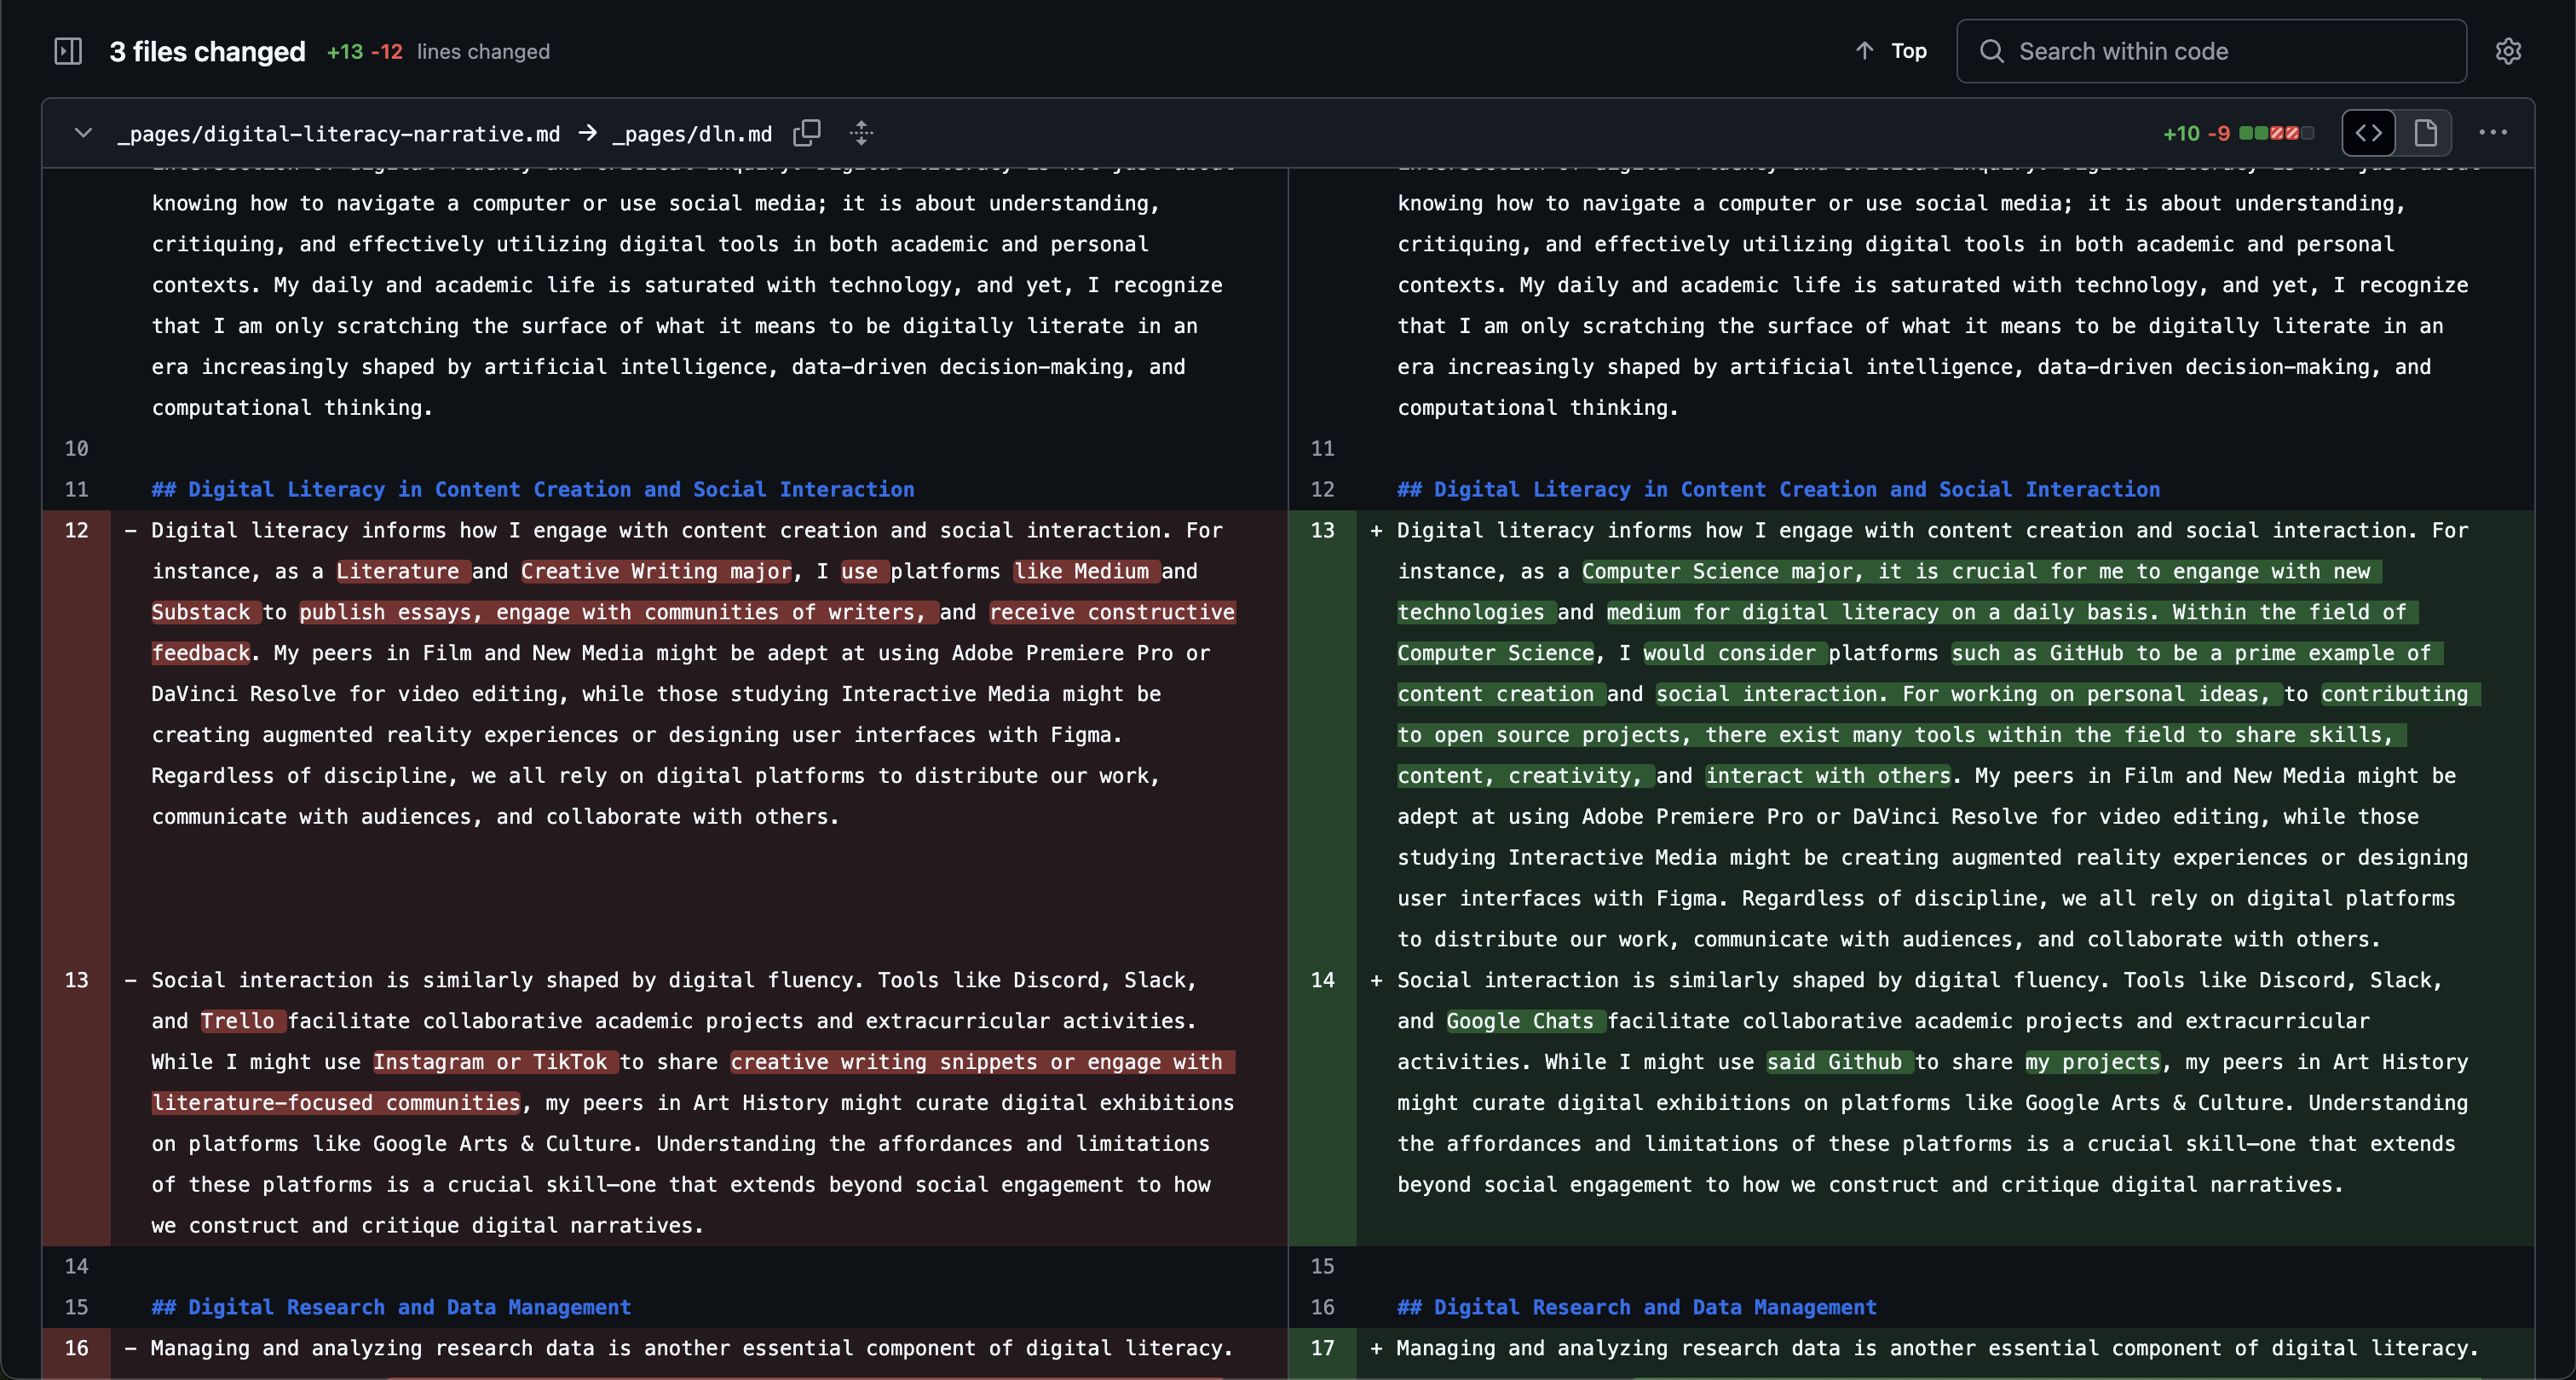 3 files changed +13 -12 lines changed
Top
Search within code
_pages/digital-literacy-narrative.md → _pages/dln.md
+10 -9
knowing how to navigate a computer or use social media; it is about understanding,
critiquing, and effectively utilizing digital tools in both academic and personal
contexts. My daily and academic life is saturated with technology, and yet, I recognize
that I am only scratching the surface of what it means to be digitally literate in an
era increasingly shaped by artificial intelligence, data-driven decision-making, and
computational thinking.
10
11 ## Digital Literacy in Content Creation and Social Interaction
12 - Digital literacy informs how I engage with content creation and social interaction. For
instance, as a Literature and Creative Writing major, I use platforms like Medium and
Substack to publish essays, engage with communities of writers, and receive constructive
feedback. My peers in Film and New Media might be adept at using Adobe Premiere Pro or
DaVinci Resolve for video editing, while those studying Interactive Media might be
creating augmented reality experiences or designing user interfaces with Figma.
Regardless of discipline, we all rely on digital platforms to distribute our work,
communicate with audiences, and collaborate with others.
13 - Social interaction is similarly shaped by digital fluency. Tools like Discord, Slack,
and Trello facilitate collaborative academic projects and extracurricular activities.
While I might use Instagram or TikTok to share creative writing snippets or engage with
literature-focused communities, my peers in Art History might curate digital exhibitions
on platforms like Google Arts & Culture. Understanding the affordances and limitations
of these platforms is a crucial skill—one that extends beyond social engagement to how
we construct and critique digital narratives.
14
15 ## Digital Research and Data Management
16 - Managing and analyzing research data is another essential component of digital literacy.
knowing how to navigate a computer or use social media; it is about understanding,
critiquing, and effectively utilizing digital tools in both academic and personal
contexts. My daily and academic life is saturated with technology, and yet, I recognize
that I am only scratching the surface of what it means to be digitally literate in an
era increasingly shaped by artificial intelligence, data-driven decision-making, and
computational thinking.
11
12 ## Digital Literacy in Content Creation and Social Interaction
13 + Digital literacy informs how I engage with content creation and social interaction. For
instance, as a Computer Science major, it is crucial for me to engange with new
technologies and medium for digital literacy on a daily basis. Within the field of
Computer Science, I would consider platforms such as GitHub to be a prime example of
content creation and social interaction. For working on personal ideas, to contributing
to open source projects, there exist many tools within the field to share skills,
content, creativity, and interact with others. My peers in Film and New Media might be
adept at using Adobe Premiere Pro or DaVinci Resolve for video editing, while those
studying Interactive Media might be creating augmented reality experiences or designing
user interfaces with Figma. Regardless of discipline, we all rely on digital platforms
to distribute our work, communicate with audiences, and collaborate with others.
14 + Social interaction is similarly shaped by digital fluency. Tools like Discord, Slack,
and Google Chats facilitate collaborative academic projects and extracurricular
activities. While I might use said Github to share my projects, my peers in Art History
might curate digital exhibitions on platforms like Google Arts & Culture. Understanding
the affordances and limitations of these platforms is a crucial skill—one that extends
beyond social engagement to how we construct and critique digital narratives.
15
16 ## Digital Research and Data Management
17 + Managing and analyzing research data is another essential component of digital literacy.